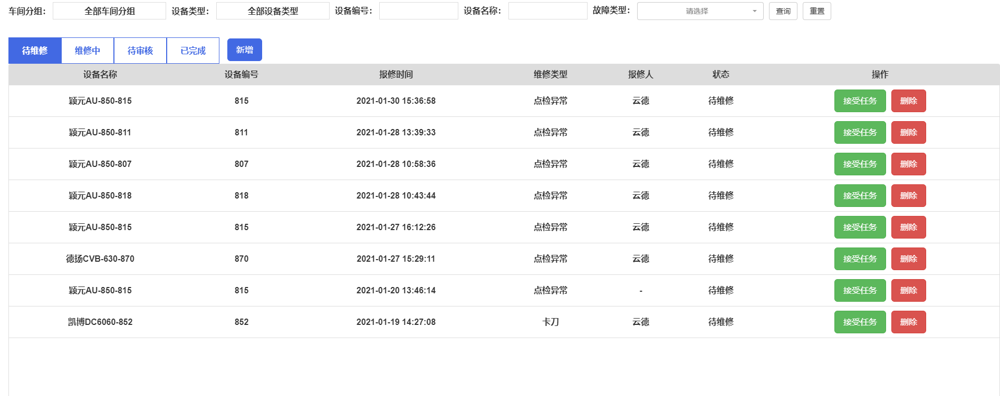 车间分组: 全部车间分组 设备类型: 全部设备类型 设备编号: 设备名称: 故障类型: 请选择 查询 重置
待维修 维修中 待审核 已完成 新增
设备名称 设备编号 报修时间 维修类型 报修人 状态 操作
颖元AU-850-815 815 2021-01-30 15:36:58 点检异常 云德 待维修 接受任务 删除
颖元AU-850-811 811 2021-01-28 13:39:33 点检异常 云德 待维修 接受任务 删除
颖元AU-850-807 807 2021-01-28 10:58:36 点检异常 云德 待维修 接受任务 删除
颖元AU-850-818 818 2021-01-28 10:43:44 点检异常 云德 待维修 接受任务 删除
颖元AU-850-815 815 2021-01-27 16:12:26 点检异常 云德 待维修 接受任务 删除
德扬CVB-630-870 870 2021-01-27 15:29:11 点检异常 云德 待维修 接受任务 删除
颖元AU-850-815 815 2021-01-20 13:46:14 点检异常 - 待维修 接受任务 删除
凯博DC6060-852 852 2021-01-19 14:27:08 卡刀 云德 待维修 接受任务 删除